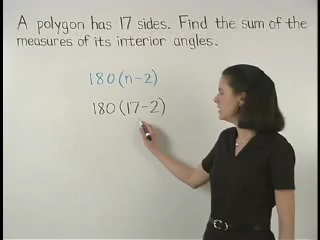 A polygon has 17 sides. Find the sum of the
measures of its interior angles.
180(n-2)
180(17-2)